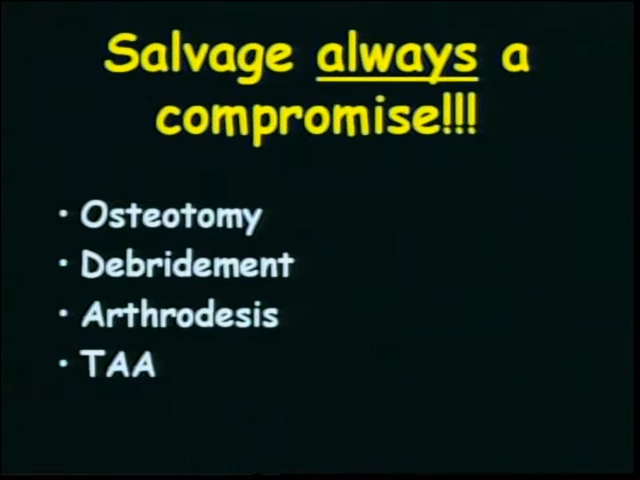 Salvage always a
compromise!!!
• Osteotomy
• Debridement
• Arthrodesis
• TAA